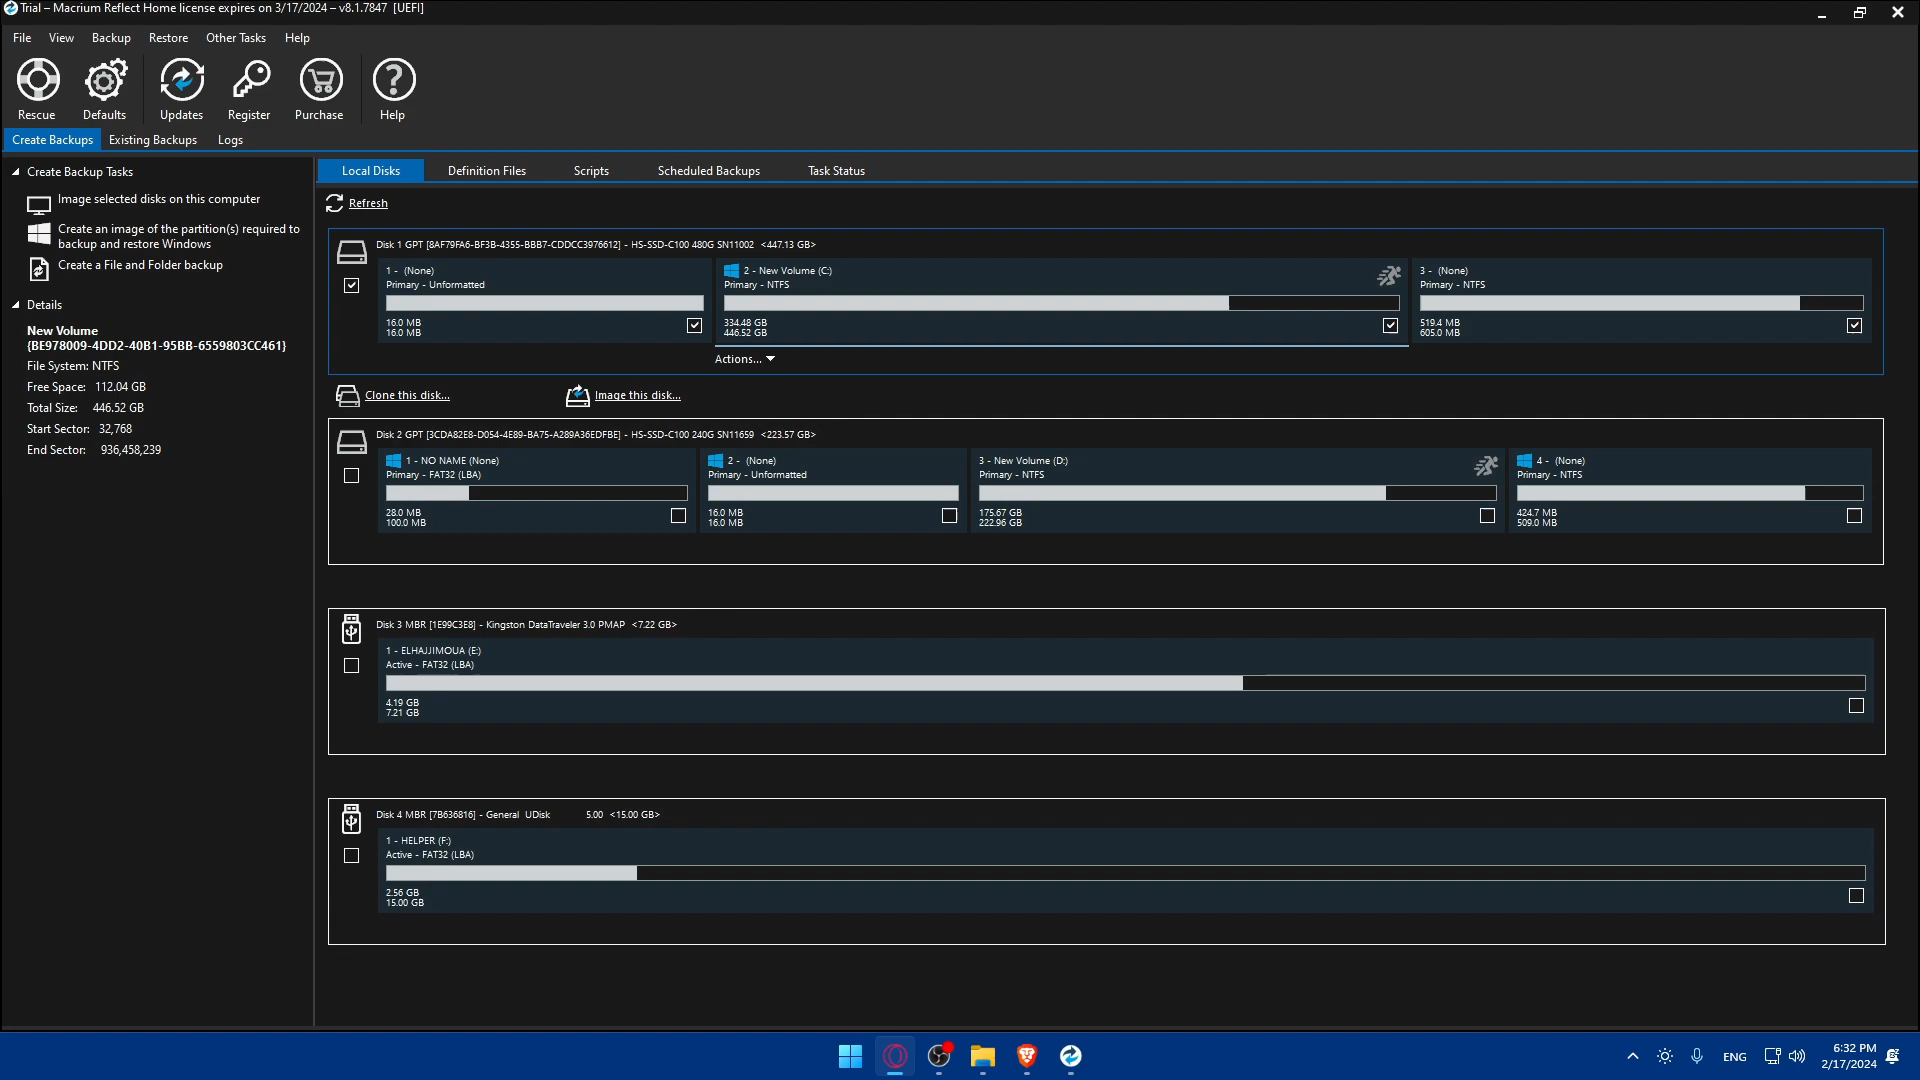 Trial – Macrium Reflect Home license expires on 3/17/2024 – v8.1.7847 [UEFI]
File View Backup Restore Other Tasks Help
Rescue Defaults Updates Register Purchase Help
Create Backups Existing Backups Logs
Create Backup Tasks
Image selected disks on this computer
Create an image of the partition(s) required to
backup and restore Windows
Create a File and Folder backup
Details
New Volume
{BE978009-4DD2-40B1-95BB-6559803CC461}
File System: NTFS
Free Space: 112.04 GB
Total Size: 446.52 GB
Start Sector: 32,768
End Sector: 936,458,239
Local Disks Definition Files Scripts Scheduled Backups Task Status
Refresh
Disk 1 GPT [8AF79FA6-BF3B-4355-BBB7-CDDCC3976612] - HS-SSD-C100 480G SN11002 <447.13 GB>
1 - (None)
Primary - Unformatted
16.0 MB
16.0 MB
2 - New Volume (C:)
Primary - NTFS
334.48 GB
446.52 GB
3 - (None)
Primary - NTFS
519.4 MB
605.0 MB
Actions...
Clone this disk... Image this disk...
Disk 2 GPT [3CDA82E8-D054-4E89-BA75-A289A36EDFBE] - HS-SSD-C100 240G SN11659 <223.57 GB>
1 - NO NAME (None)
Primary - FAT32 (LBA)
28.0 MB
100.0 MB
2 - (None)
Primary - Unformatted
16.0 MB
16.0 MB
3 - New Volume (D:)
Primary - NTFS
175.67 GB
222.96 GB
4 - (None)
Primary - NTFS
424.7 MB
509.0 MB
Disk 3 MBR [1E99C3E8] - Kingston DataTraveler 3.0 PMAP <7.22 GB>
1 - ELHAJJIMOUA (E:)
Active - FAT32 (LBA)
4.19 GB
7.21 GB
Disk 4 MBR [7B636816] - General UDisk 5.00 <15.00 GB>
1 - HELPER (F:)
Active - FAT32 (LBA)
2.56 GB
15.00 GB
ENG
6:32 PM
2/17/2024